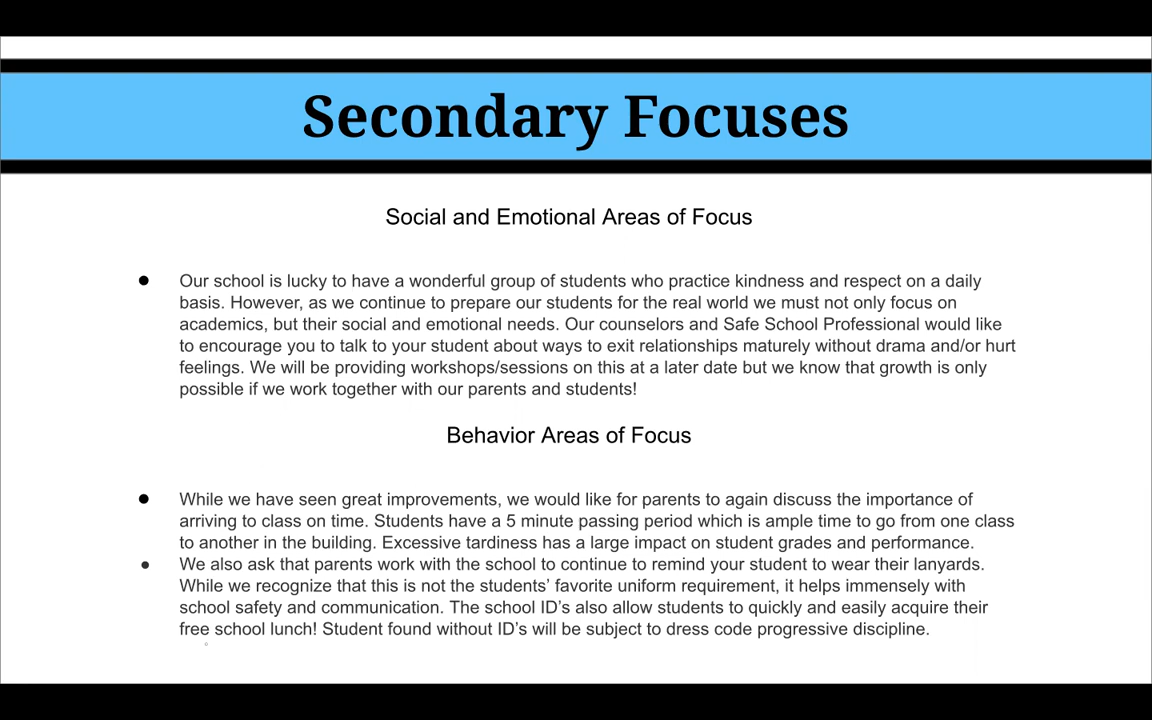 Secondary Focuses
Social and Emotional Areas of Focus
● Our school is lucky to have a wonderful group of students who practice kindness and respect on a daily
basis. However, as we continue to prepare our students for the real world we must not only focus on
academics, but their social and emotional needs. Our counselors and Safe School Professional would like
to encourage you to talk to your student about ways to exit relationships maturely without drama and/or hurt
feelings. We will be providing workshops/sessions on this at a later date but we know that growth is only
possible if we work together with our parents and students!
Behavior Areas of Focus
● While we have seen great improvements, we would like for parents to again discuss the importance of
arriving to class on time. Students have a 5 minute passing period which is ample time to go from one class
to another in the building. Excessive tardiness has a large impact on student grades and performance.
● We also ask that parents work with the school to continue to remind your student to wear their lanyards.
While we recognize that this is not the students’ favorite uniform requirement, it helps immensely with
school safety and communication. The school ID’s also allow students to quickly and easily acquire their
free school lunch! Student found without ID’s will be subject to dress code progressive discipline.